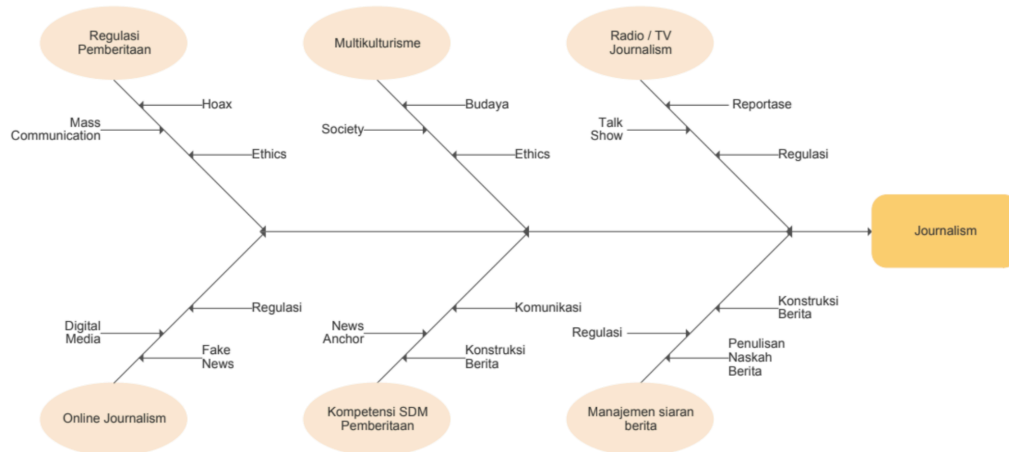 Regulasi
Pemberitaan
Multikulturisme
Radio / TV
Journalism
Hoax
Mass
Communication
Ethics
Budaya
Society
Ethics
Reportase
Talk
Show
Regulasi
Journalism
Regulasi
Digital
Media
Fake
News
Komunikasi
News
Anchor
Konstruksi
Berita
Konstruksi
Berita
Regulasi
Penulisan
Naskah
Berita
Online Journalism
Kompetensi SDM
Pemberitaan
Manajemen siaran
berita